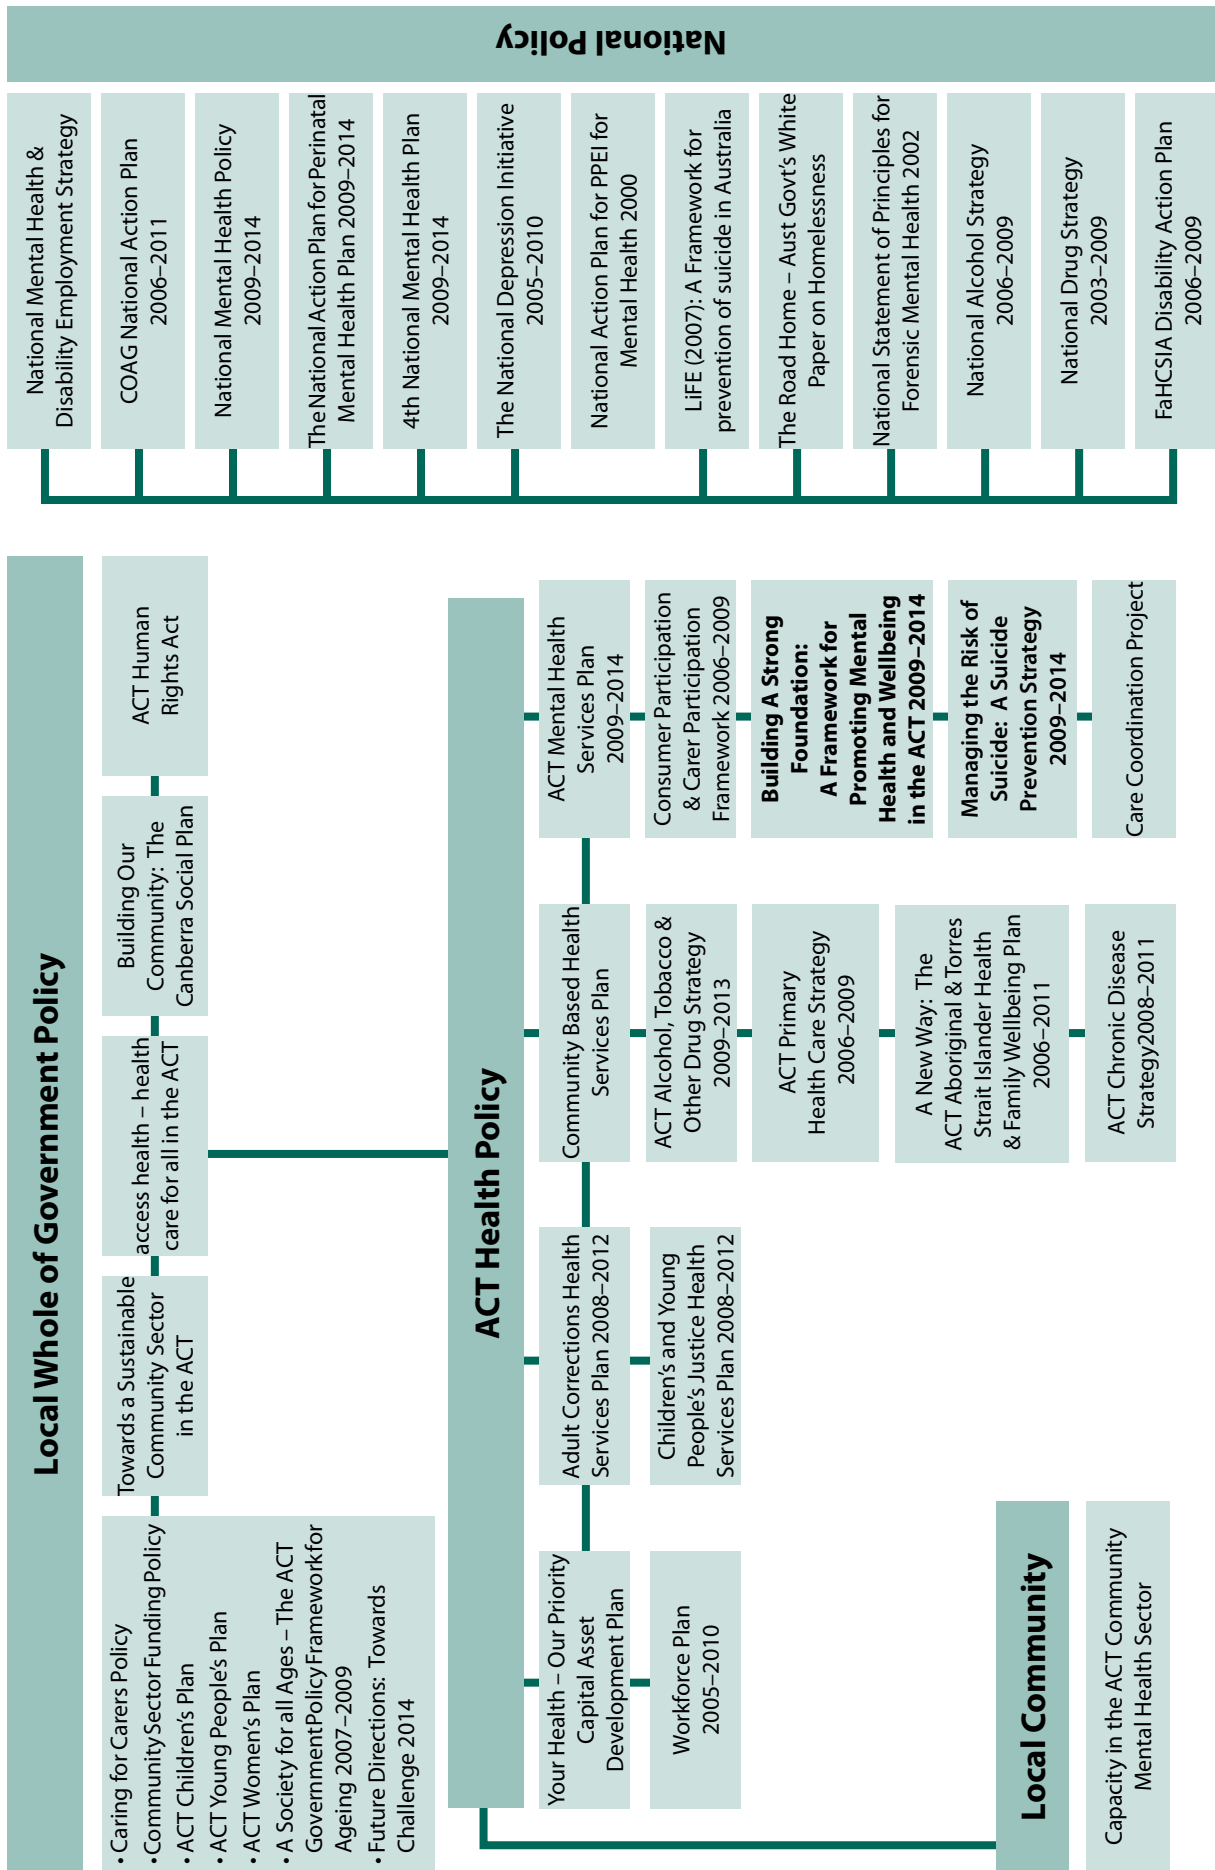 Local Whole of Government Policy
• Caring for Carers Policy
• Community Sector Funding Policy
• ACT Children's Plan
• ACT Young People's Plan
• ACT Women's Plan
• A Society for all Ages – The ACT
Government Policy Framework for
Ageing 2007–2009
• Future Directions: Towards
Challenge 2014
Towards a Sustainable
Community Sector
in the ACT
access health – health
care for all in the ACT
Building Our
Community: The
Canberra Social Plan
ACT Human
Rights Act
ACT Health Policy
Your Health – Our Priority
Capital Asset
Development Plan
Workforce Plan
2005–2010
Adult Corrections Health
Services Plan 2008–2012
Children's and Young
People's Justice Health
Services Plan 2008–2012
Community Based Health
Services Plan
ACT Alcohol, Tobacco &
Other Drug Strategy
2009–2013
ACT Primary
Health Care Strategy
2006–2009
A New Way: The
ACT Aboriginal & Torres
Strait Islander Health
& Family Wellbeing Plan
2006–2011
ACT Chronic Disease
Strategy2008–2011
ACT Mental Health
Services Plan
2009–2014
Consumer Participation
& Carer Participation
Framework 2006–2009
Building A Strong
Foundation:
A Framework for
Promoting Mental
Health and Wellbeing
in the ACT 2009–2014
Managing the Risk of
Suicide: A Suicide
Prevention Strategy
2009–2014
Care Coordination Project
Local Community
Capacity in the ACT Community
Mental Health Sector
National Policy
National Mental Health &
Disability Employment Strategy
COAG National Action Plan
2006–2011
National Mental Health Policy
2009–2014
The National Action Plan for Perinatal
Mental Health Plan 2009–2014
4th National Mental Health Plan
2009–2014
The National Depression Initiative
2005–2010
National Action Plan for PPEI for
Mental Health 2000
LiFE (2007): A Framework for
prevention of suicide in Australia
The Road Home – Aust Govt's White
Paper on Homelessness
National Statement of Principles for
Forensic Mental Health 2002
National Alcohol Strategy
2006–2009
National Drug Strategy
2003–2009
FaHCSIA Disability Action Plan
2006–2009